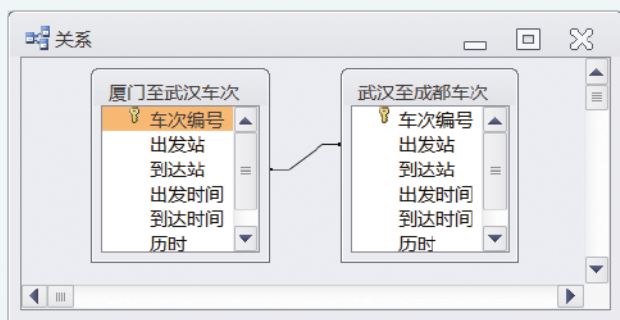 关系
厦门至武汉车次
车次编号
出发站
到达站
出发时间
到达时间
历时
武汉至成都车次
车次编号
出发站
到达站
出发时间
到达时间
历时